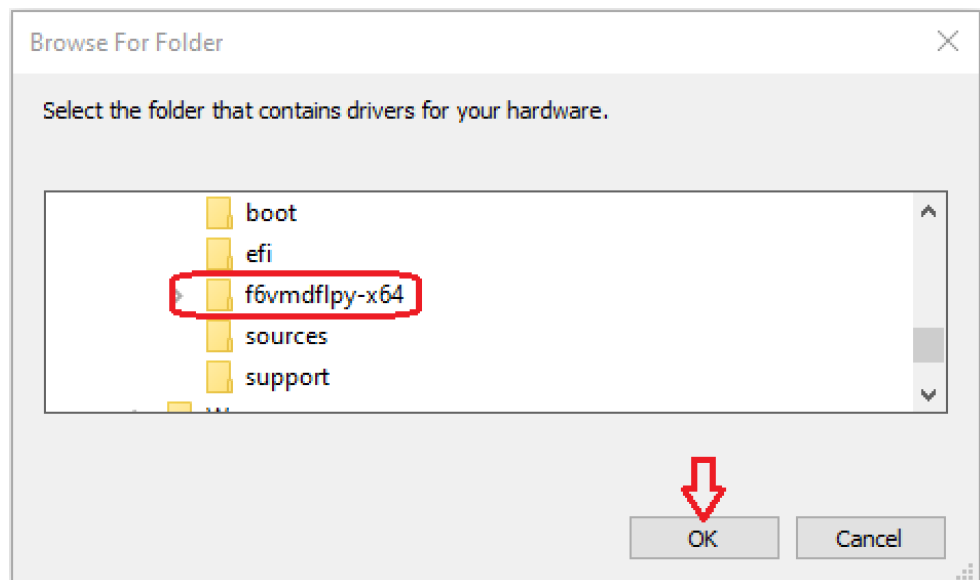 Browse For Folder
Select the folder that contains drivers for your hardware.
boot
efi
f6vmdflpy-x64
sources
support
OK Cancel